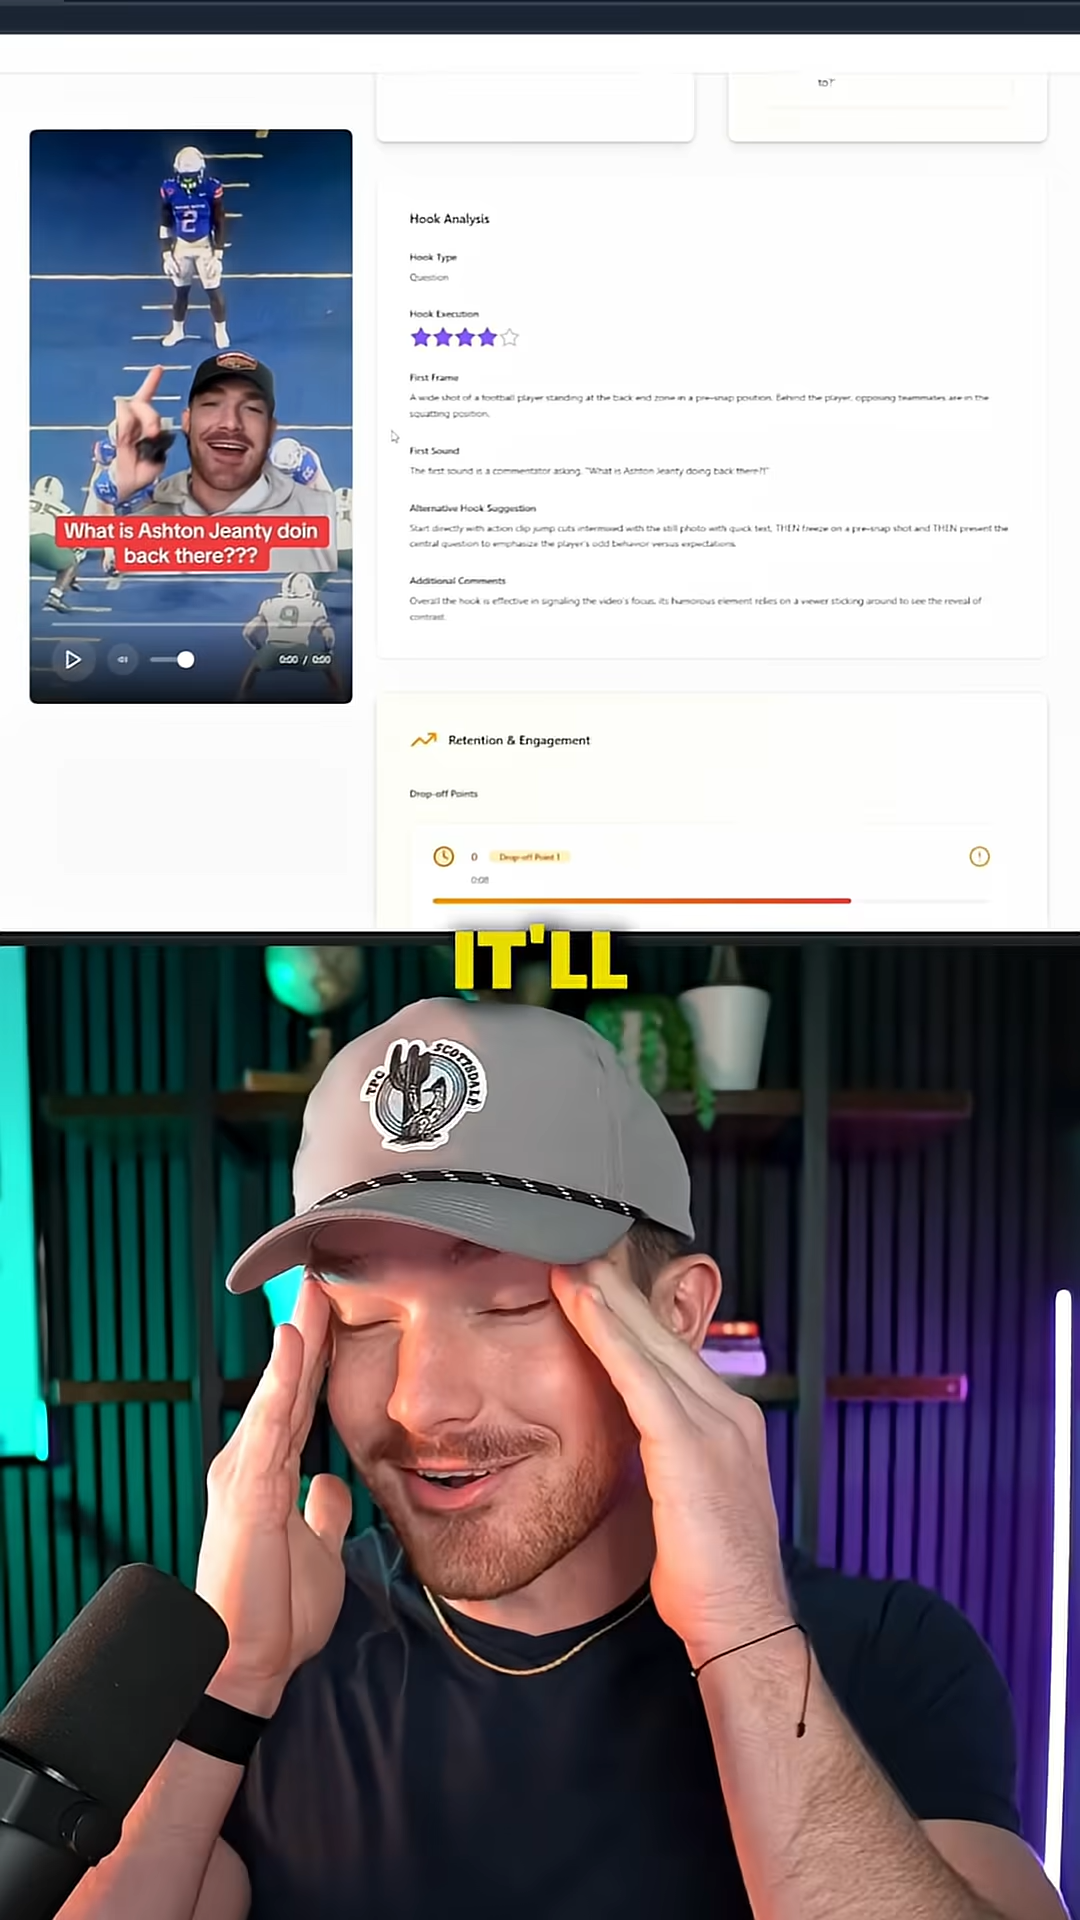 to?"
2
What is Ashton Jeanty doin
back there???
9
0:00 / 0:00
Hook Analysis
Hook Type
Question
Hook Execution
First Frame
A wide shot of a football player standing at the back end zone in a pre-snap position. Behind the player, opposing teammates are in the
squatting position.
First Sound
The first sound is a commentator asking, "What is Ashton Jeanty doing back there?!"
Alternative Hook Suggestion
Start directly with action clip jump cuts intermixed with the still photo with quick text, THEN freeze on a pre-snap shot and THEN present the
central question to emphasize the player's odd behavior versus expectations.
Additional Comments
Overall the hook is effective in signaling the video's focus, its humorous element relies on a viewer sticking around to see the reveal of
contrast.
Retention & Engagement
Drop-off Points
0 Drop-off Point 1
0:08
IT'LL
TPC SCOTTSDALE